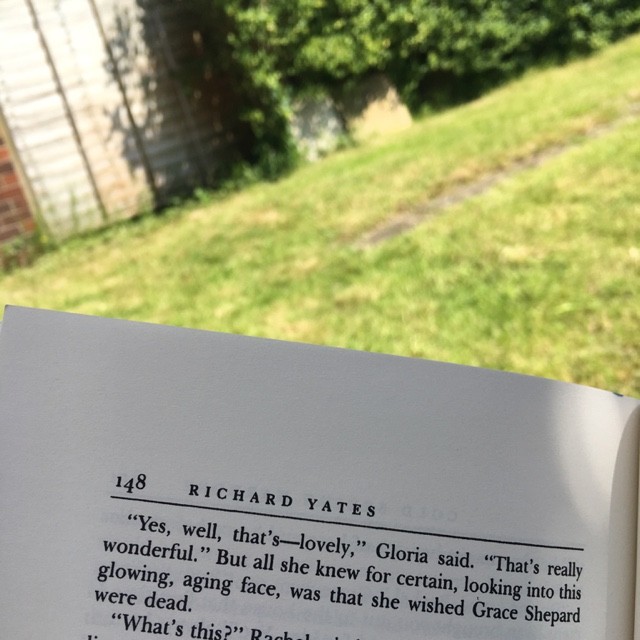 148 RICHARD YATES
"Yes, well, that's—lovely," Gloria said. "That's really
wonderful." But all she knew for certain, looking into this
glowing, aging face, was that she wished Grace Shepard
were dead.
"What's this?"